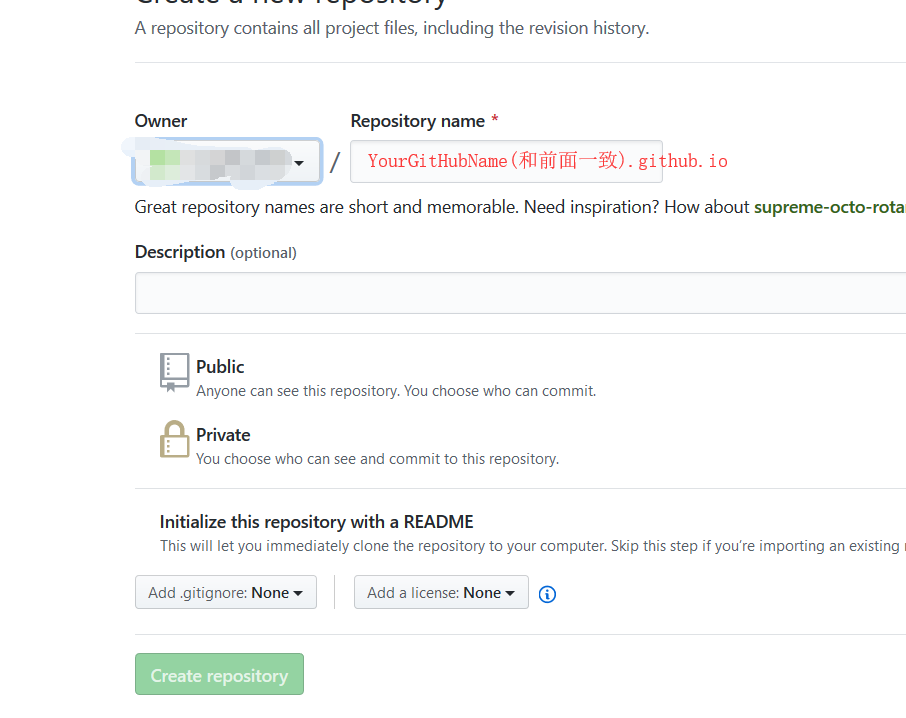 Create a new repository
A repository contains all project files, including the revision history.
Owner
Repository name *
/
YourGitHubName(和前面一致).github.io
Great repository names are short and memorable. Need inspiration? How about supreme-octo-rota
Description (optional)
Public
Anyone can see this repository. You choose who can commit.
Private
You choose who can see and commit to this repository.
Initialize this repository with a README
This will let you immediately clone the repository to your computer. Skip this step if you’re importing an existing
Add .gitignore: None
Add a license: None
Create repository